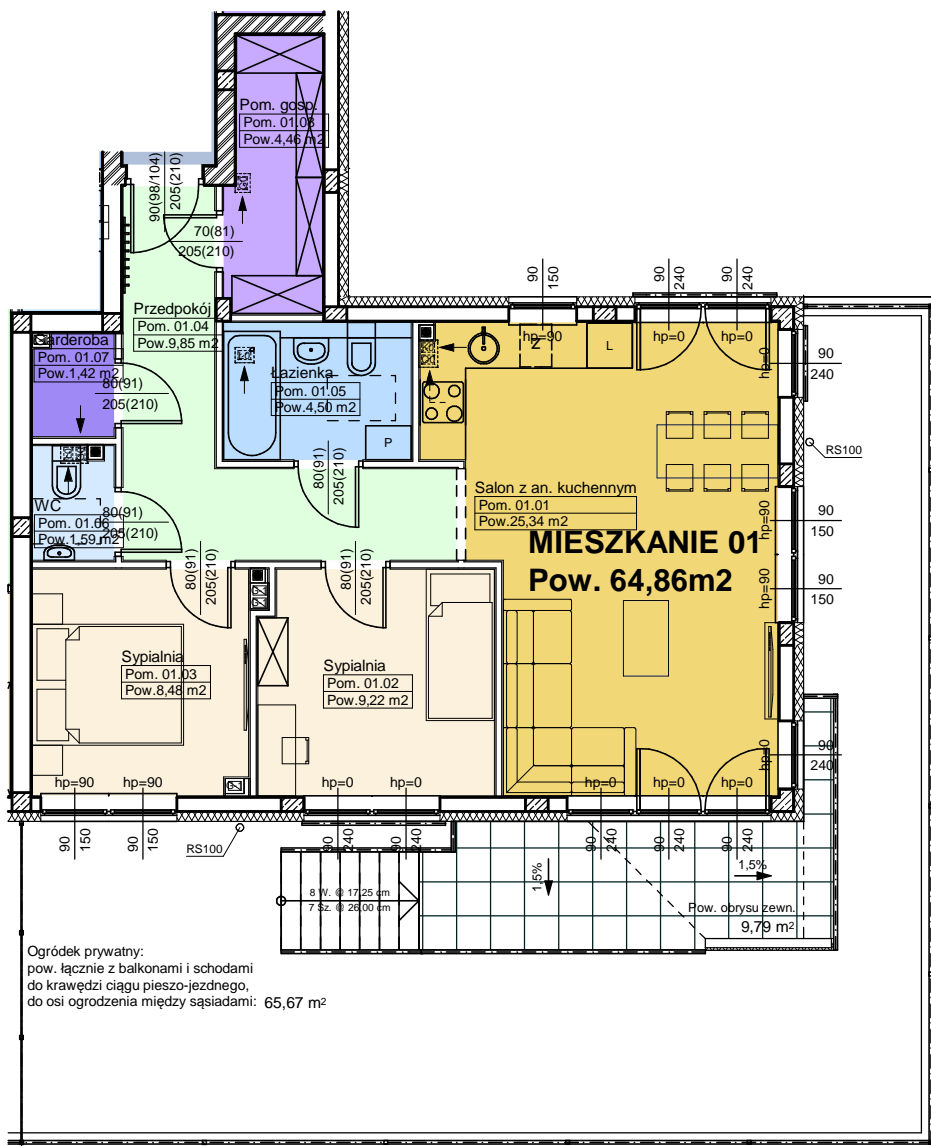 Pom. gosp.
Pom. 01.08
Pow.4,46 m2
90(98/104)
205(210)
70(81)
205(210)
Przedpokój
Pom. 01.04
Pow.9,85 m2
Garderoba
Pom. 01.07
Pow.1,42 m2
80(91)
205(210)
Łazienka
Pom. 01.05
Pow.4,50 m2
P
80(91)
205(210)
90
150
90
240
90
240
hp=90
Z
L
hp=0
hp=0
hp=0
90
240
RS100
WC
Pom. 01.06
Pow.1,59 m2
80(91)
205(210)
Salon z an. kuchennym
Pom. 01.01
Pow.25,34 m2
MIESZKANIE 01
Pow. 64,86m2
hp=90
90
150
hp=90
90
150
80(91)
205(210)
80(91)
205(210)
Sypialnia
Pom. 01.03
Pow.8,48 m2
Sypialnia
Pom. 01.02
Pow.9,22 m2
hp=0
90
240
hp=90
hp=90
hp=0
hp=0
hp=0
hp=0
hp=0
90
150
90
150
RS100
90
240
90
240
90
240
90
240
90
240
1,5%
1,5%
8 W. @ 17,25 cm
7 Sz. @ 26,00 cm
Pow. obrysu zewn.
9,79 m2
Ogródek prywatny:
pow. łącznie z balkonami i schodami
do krawędzi ciągu pieszo-jezdnego,
do osi ogrodzenia między sąsiadami: 65,67 m2